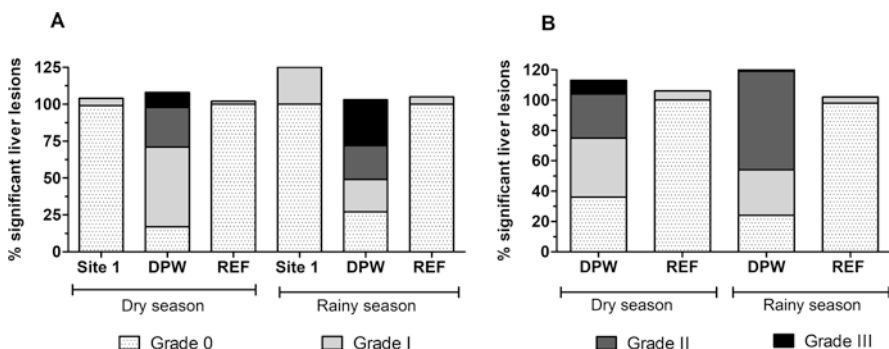 A
% significant liver lesions
125
100
75
50
25
0
Site 1 DPW REF Site 1 DPW REF
Dry season Rainy season
B
% significant liver lesions
120
100
80
60
40
20
0
DPW REF DPW REF
Dry season Rainy season
Grade 0 Grade I Grade II Grade III